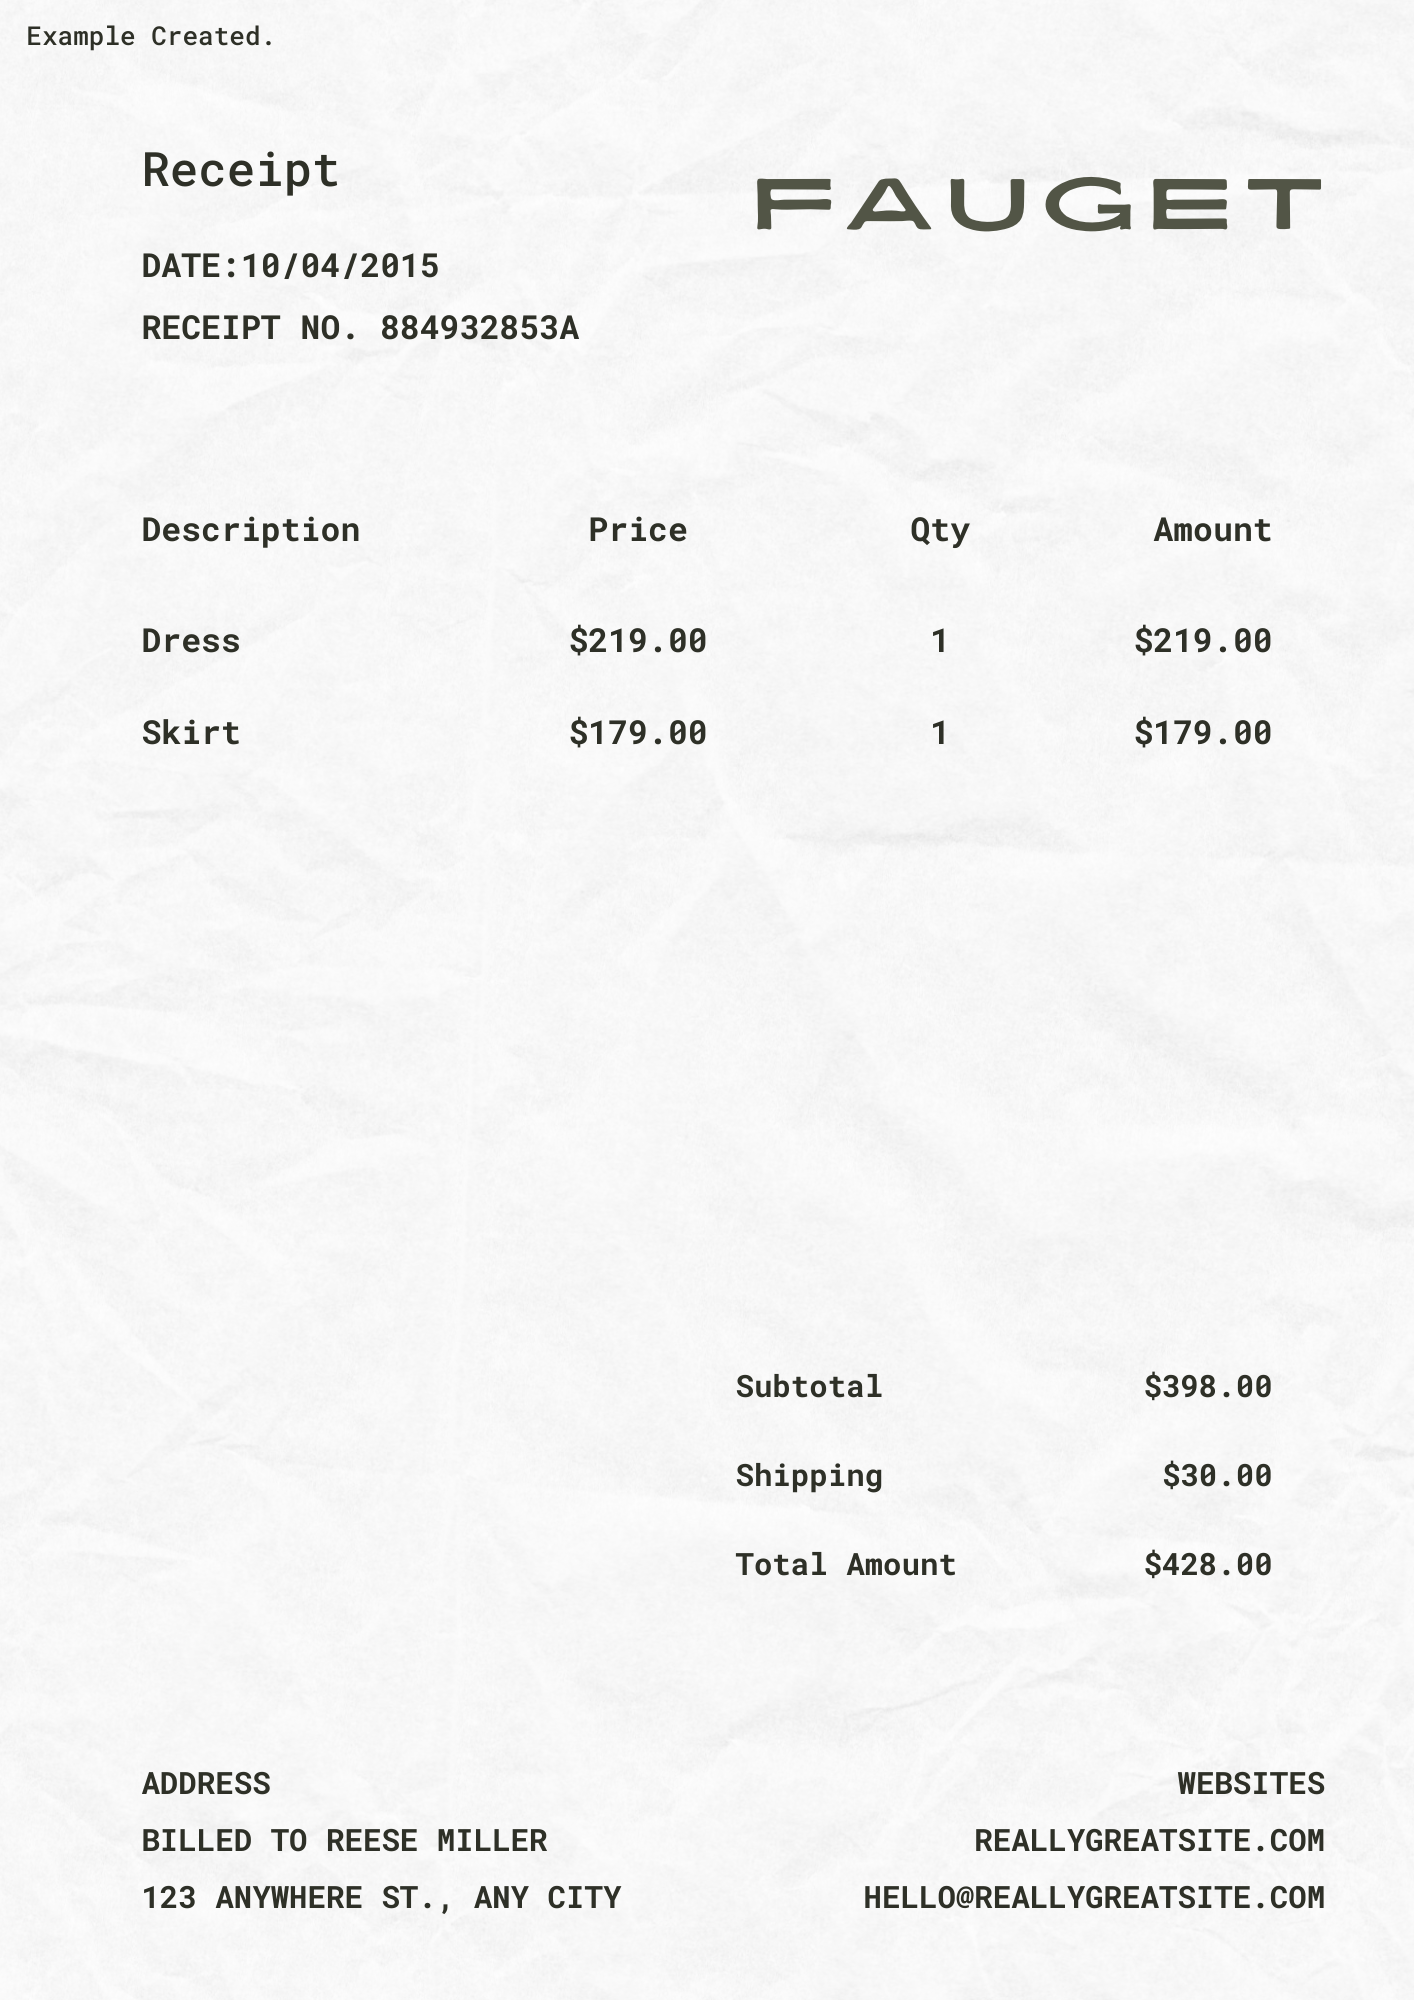 Example Created.
Receipt
FAUGET
DATE:10/04/2015
RECEIPT NO. 884932853A
Description Price Qty Amount
Dress $219.00 1 $219.00
Skirt $179.00 1 $179.00
Subtotal $398.00
Shipping $30.00
Total Amount $428.00
ADDRESS WEBSITES
BILLED TO REESE MILLER REALLYGREATSITE.COM
123 ANYWHERE ST., ANY CITY HELLO@REALLYGREATSITE.COM